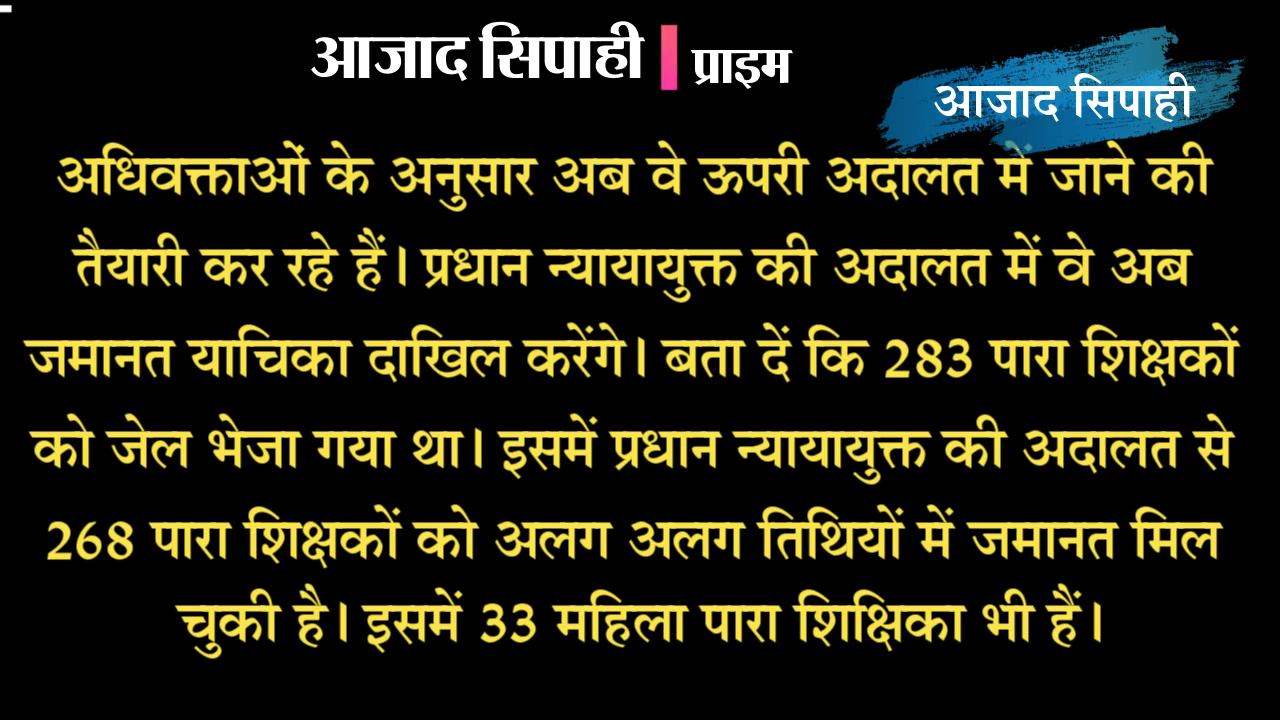 आजाद सिपाही | प्राइम
आजाद सिपाही
अधिवक्ताओं के अनुसार अब वे ऊपरी अदालत में जाने की
तैयारी कर रहे हैं। प्रधान न्यायायुक्त की अदालत में वे अब
जमानत याचिका दाखिल करेंगे। बता दें कि 283 पारा शिक्षकों
को जेल भेजा गया था। इसमें प्रधान न्यायायुक्त की अदालत से
268 पारा शिक्षकों को अलग अलग तिथियों में जमानत मिल
चुकी है। इसमें 33 महिला पारा शिक्षिका भी हैं।